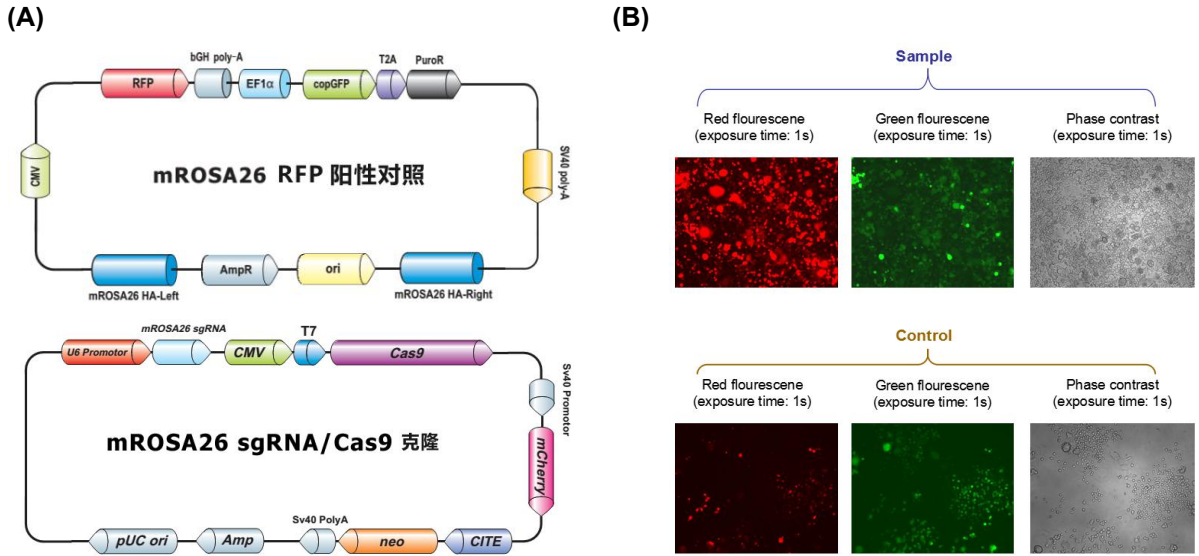 (A)
bGH poly-A
T2A
PuroR
RFP
EF1α
copGFP
CMV
mROSA26 RFP 阳性对照
SV40 poly-A
AmpR
ori
mROSA26 HA-Left
mROSA26 HA-Right
mROSA26 sgRNA
T7
U6 Promotor
CMV
Cas9
Sv40 Promotor
mROSA26 sgRNA/Cas9 克隆
mCherry
Sv40 PolyA
pUC ori
Amp
neo
CITE
(B)
Sample
Red flourescene
(exposure time: 1s)
Green flourescene
(exposure time: 1s)
Phase contrast
(exposure time: 1s)
Control
Red flourescene
(exposure time: 1s)
Green flourescene
(exposure time: 1s)
Phase contrast
(exposure time: 1s)